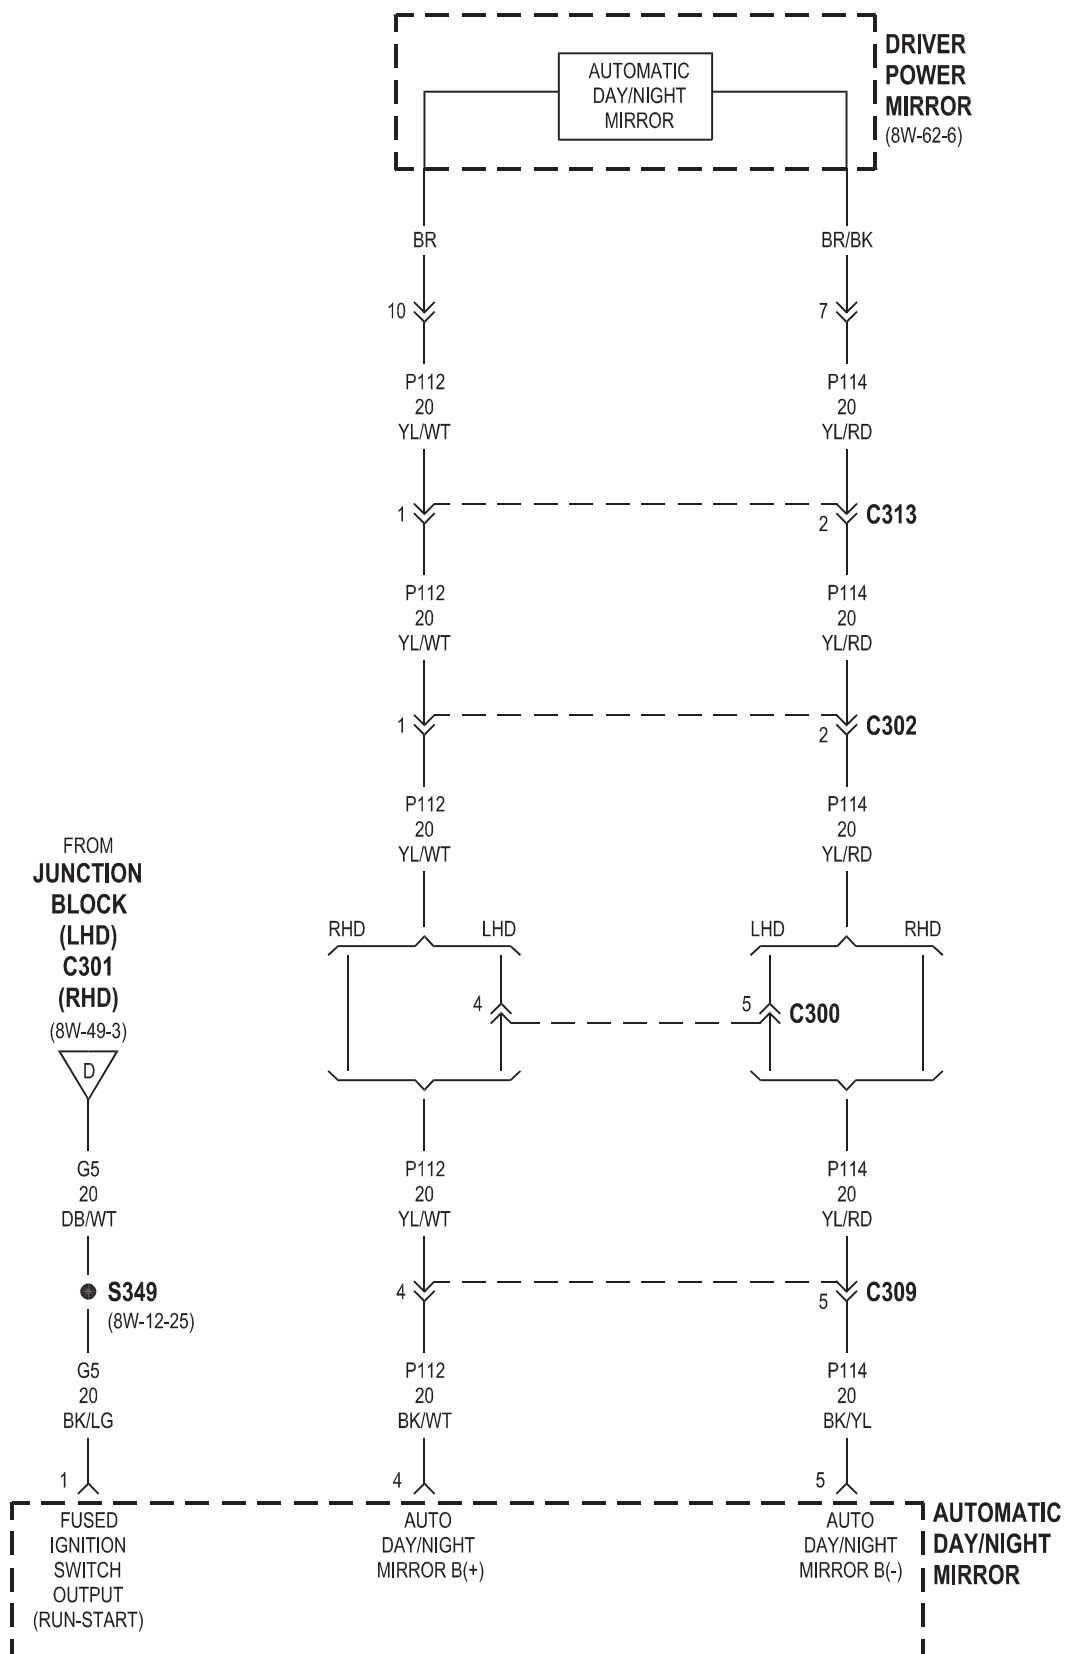 AUTOMATIC
DAY/NIGHT
MIRROR
DRIVER
POWER
MIRROR
(8W-62-6)
BR
BR/BK
10
7
P112
20
YL/WT
P114
20
YL/RD
1
2
C313
P112
20
YL/WT
P114
20
YL/RD
1
2
C302
P112
20
YL/WT
P114
20
YL/RD
FROM
JUNCTION
BLOCK
(LHD)
C301
(RHD)
(8W-49-3)
D
RHD
LHD
LHD
RHD
4
5
C300
G5
20
DB/WT
P112
20
YL/WT
P114
20
YL/RD
S349
(8W-12-25)
4
5
C309
G5
20
BK/LG
P112
20
BK/WT
P114
20
BK/YL
1
4
5
FUSED
IGNITION
SWITCH
OUTPUT
(RUN-START)
AUTO
DAY/NIGHT
MIRROR B(+)
AUTO
DAY/NIGHT
MIRROR B(-)
AUTOMATIC
DAY/NIGHT
MIRROR